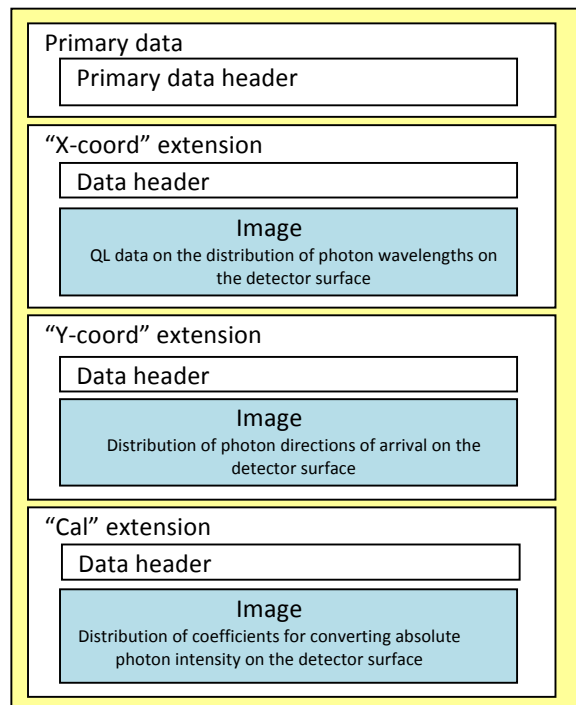 Primary data
Primary data header
“X-coord” extension
Data header
Image
QL data on the distribution of photon wavelengths on
the detector surface
“Y-coord” extension
Data header
Image
Distribution of photon directions of arrival on the
detector surface
“Cal” extension
Data header
Image
Distribution of coefficients for converting absolute
photon intensity on the detector surface